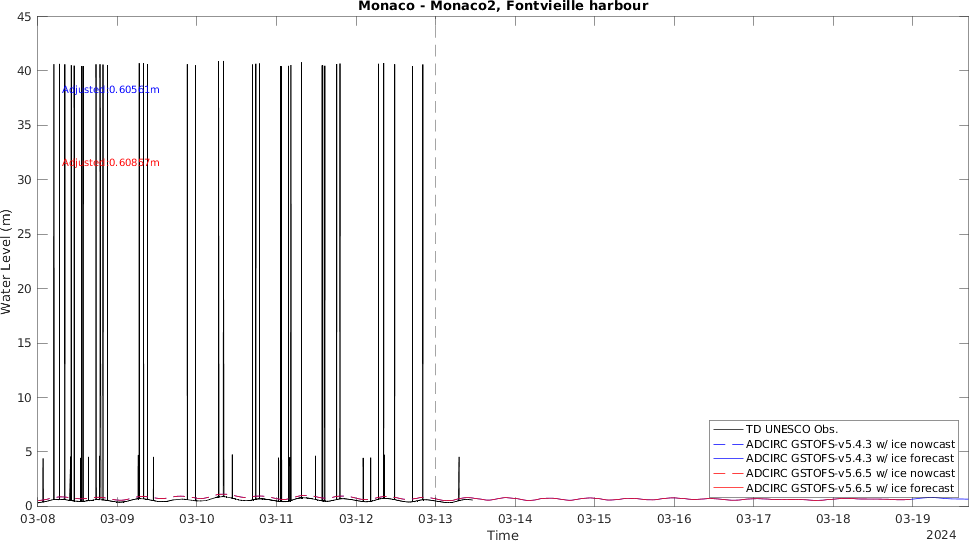 Monaco - Monaco2, Fontvieille harbour
45
40
35
30
25
20
15
10
5
0
Water Level (m)
Adjusted 0.60561m
Adjusted 0.60867m
TD UNESCO Obs.
ADCIRC GSTOFS-v5.4.3 w/ ice nowcast
ADCIRC GSTOFS-v5.4.3 w/ ice forecast
ADCIRC GSTOFS-v5.6.5 w/ ice nowcast
ADCIRC GSTOFS-v5.6.5 w/ ice forecast
03-08 03-09 03-10 03-11 03-12 03-13 03-14 03-15 03-16 03-17 03-18 03-19
Time
2024